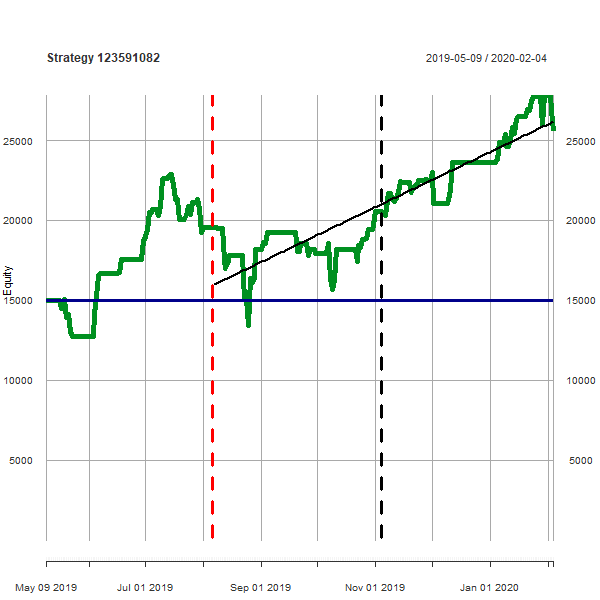 Strategy 123591082
2019-05-09 / 2020-02-04
25000
25000
20000
20000
Equity
15000
15000
10000
10000
5000
5000
May 09 2019
Jul 01 2019
Sep 01 2019
Nov 01 2019
Jan 01 2020